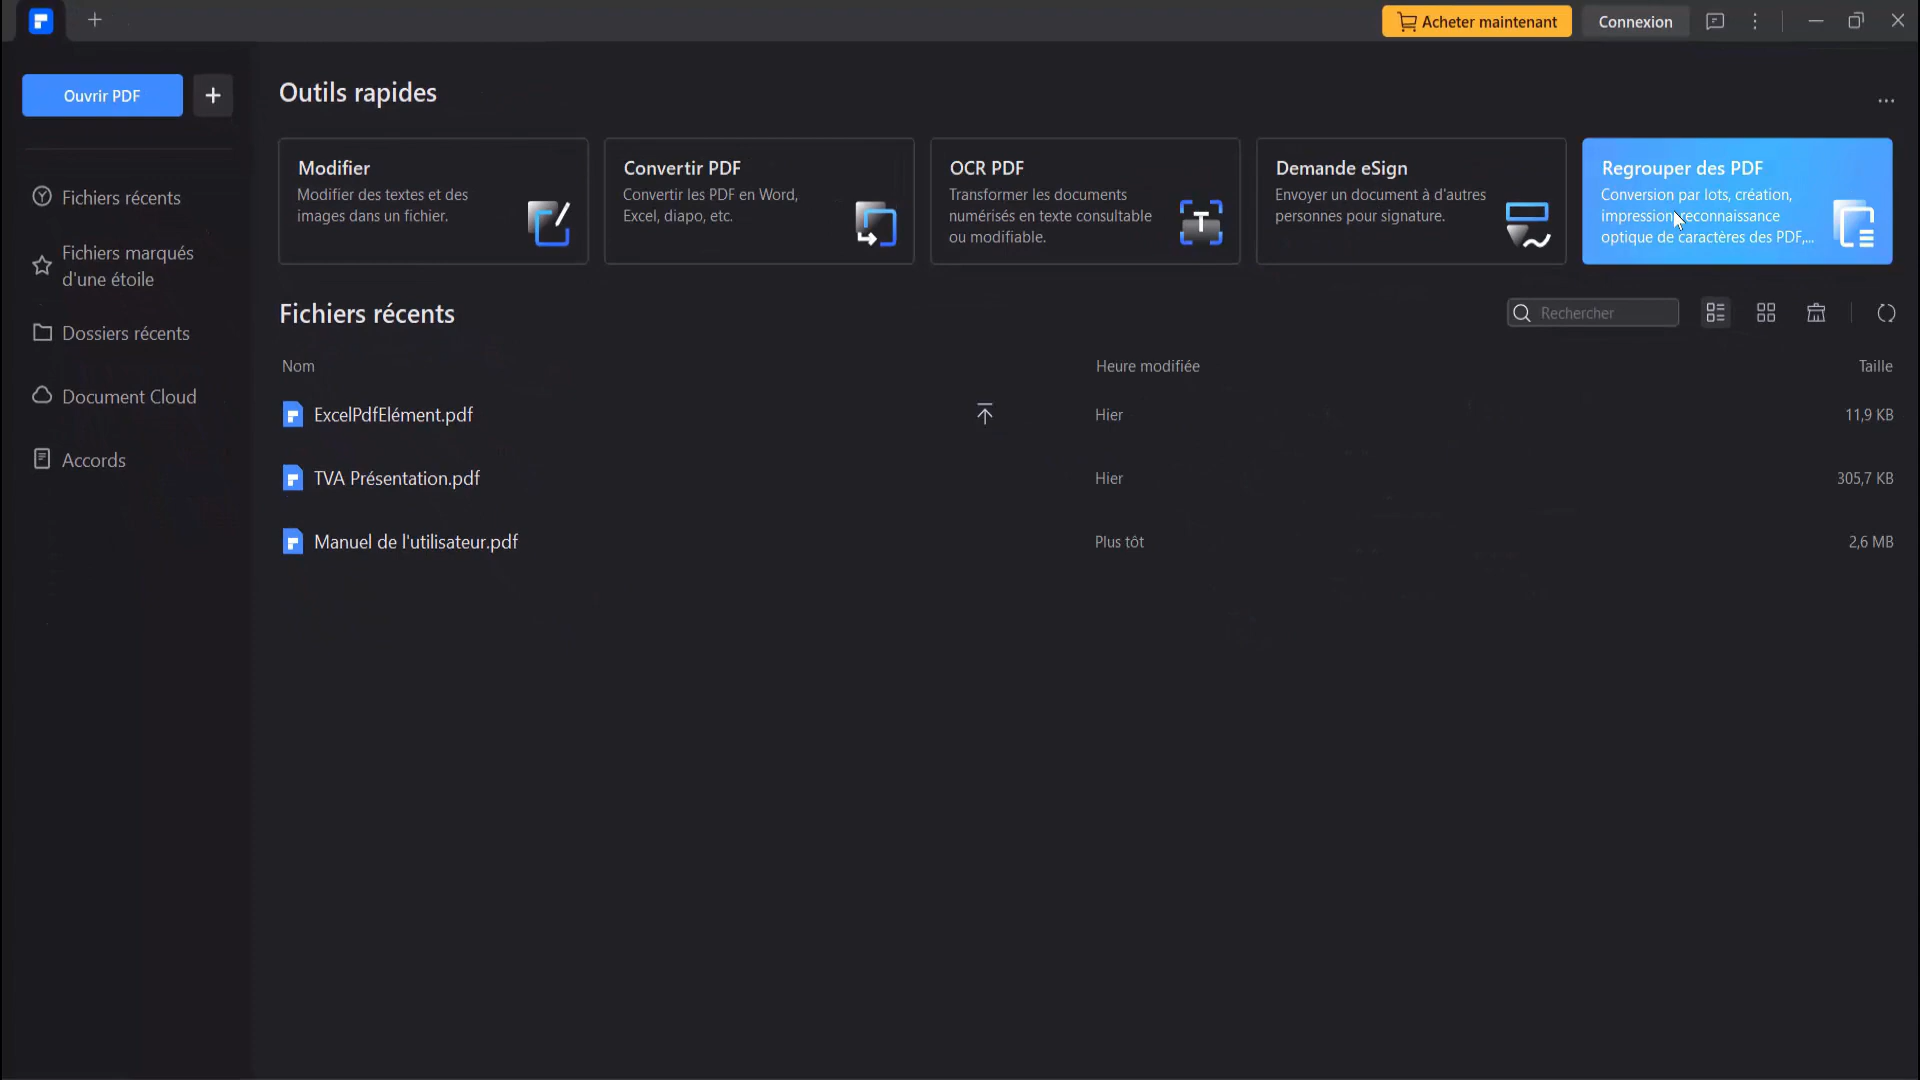 Acheter maintenant
Connexion
Ouvrir PDF
Outils rapides
Modifier
Modifier des textes et des
images dans un fichier.
Convertir PDF
Convertir les PDF en Word,
Excel, diapo, etc.
OCR PDF
Transformer les documents
numérisés en texte consultable
ou modifiable.
Demande eSign
Envoyer un document à d'autres
personnes pour signature.
Regrouper des PDF
Conversion par lots, création,
impression, reconnaissance
optique de caractères des PDF,...
Fichiers récents
Fichiers marqués
d'une étoile
Dossiers récents
Document Cloud
Accords
Fichiers récents
Rechercher
Nom Heure modifiée Taille
ExcelPdfElément.pdf Hier 11,9 KB
TVA Présentation.pdf Hier 305,7 KB
Manuel de l'utilisateur.pdf Plus tôt 2,6 MB